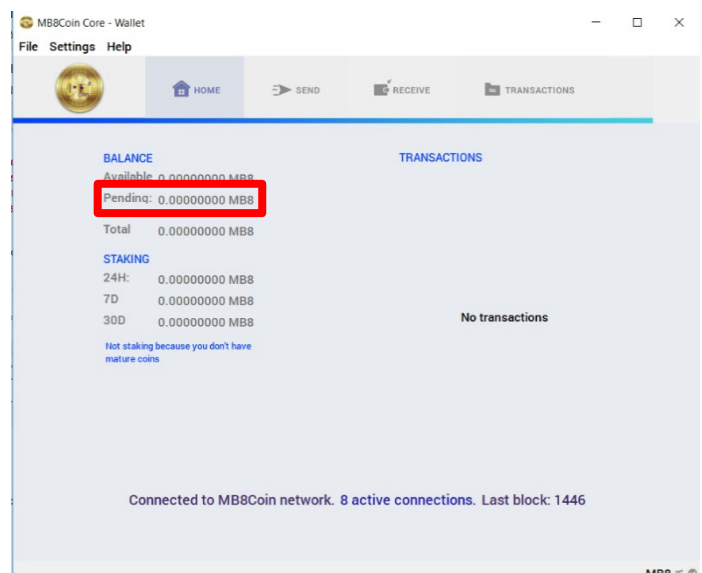 MB8Coin Core - Wallet
File Settings Help
HOME SEND RECEIVE TRANSACTIONS
BALANCE
Available 0.00000000 MB8
Pending: 0.00000000 MB8
Total 0.00000000 MB8
STAKING
24H: 0.00000000 MB8
7D 0.00000000 MB8
30D 0.00000000 MB8
Not staking because you don't have
mature coins
TRANSACTIONS
No transactions
Connected to MB8Coin network. 8 active connections. Last block: 1446
MB8